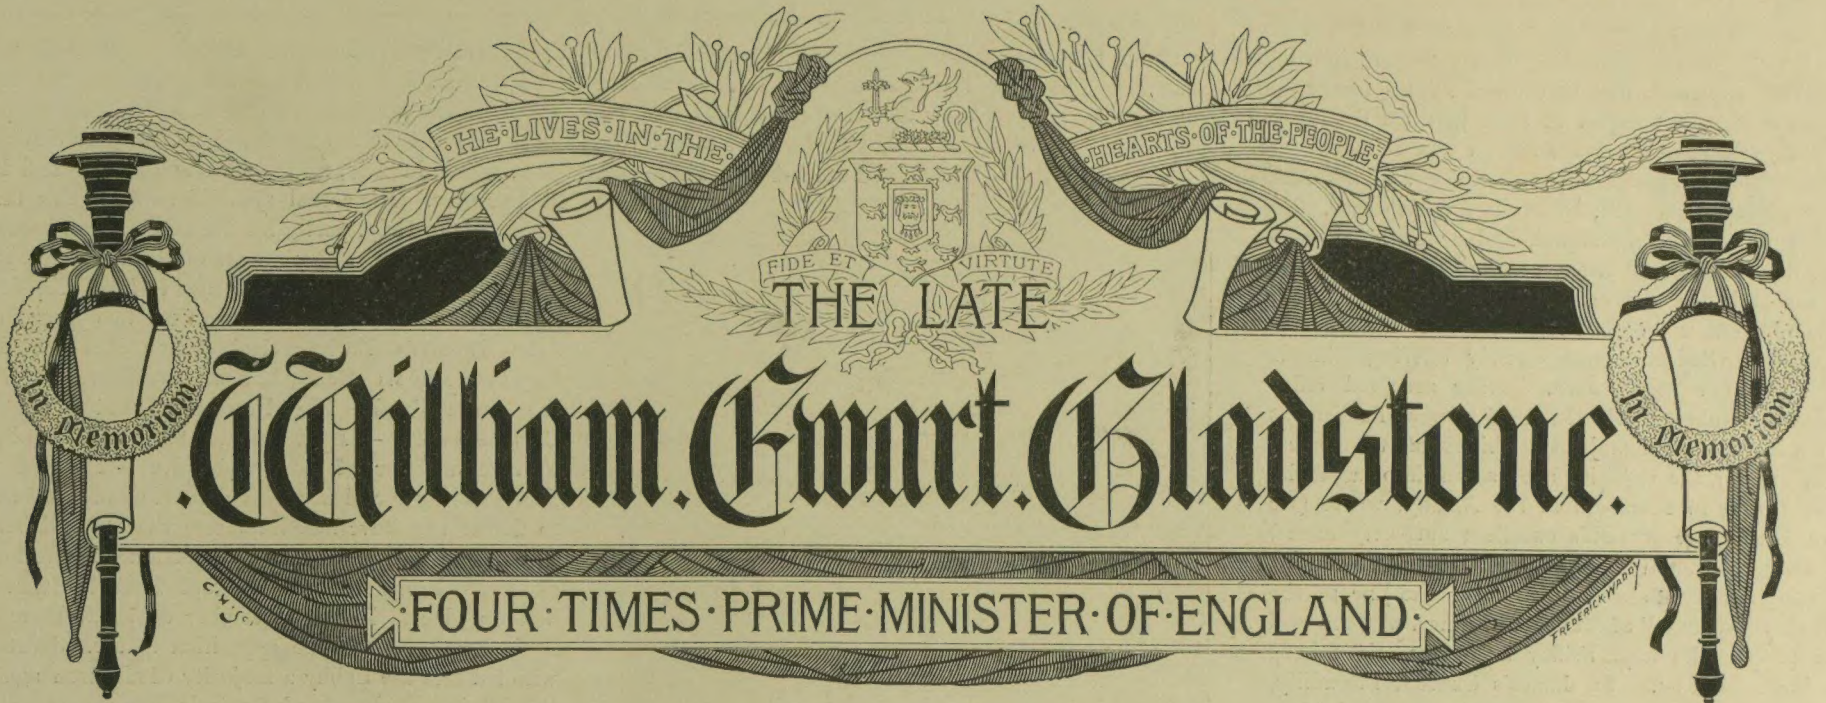 ·HE·LIVES·IN·THE·
·HEARTS·OF·THE·PEOPLE·
FIDE ET VIRTUTE
THE LATE
In Memoriam
.William.Ewart.Gladstone.
In Memoriam
·FOUR·TIMES·PRIME·MINISTER·OF·ENGLAND·
FREDERICK·WADDY